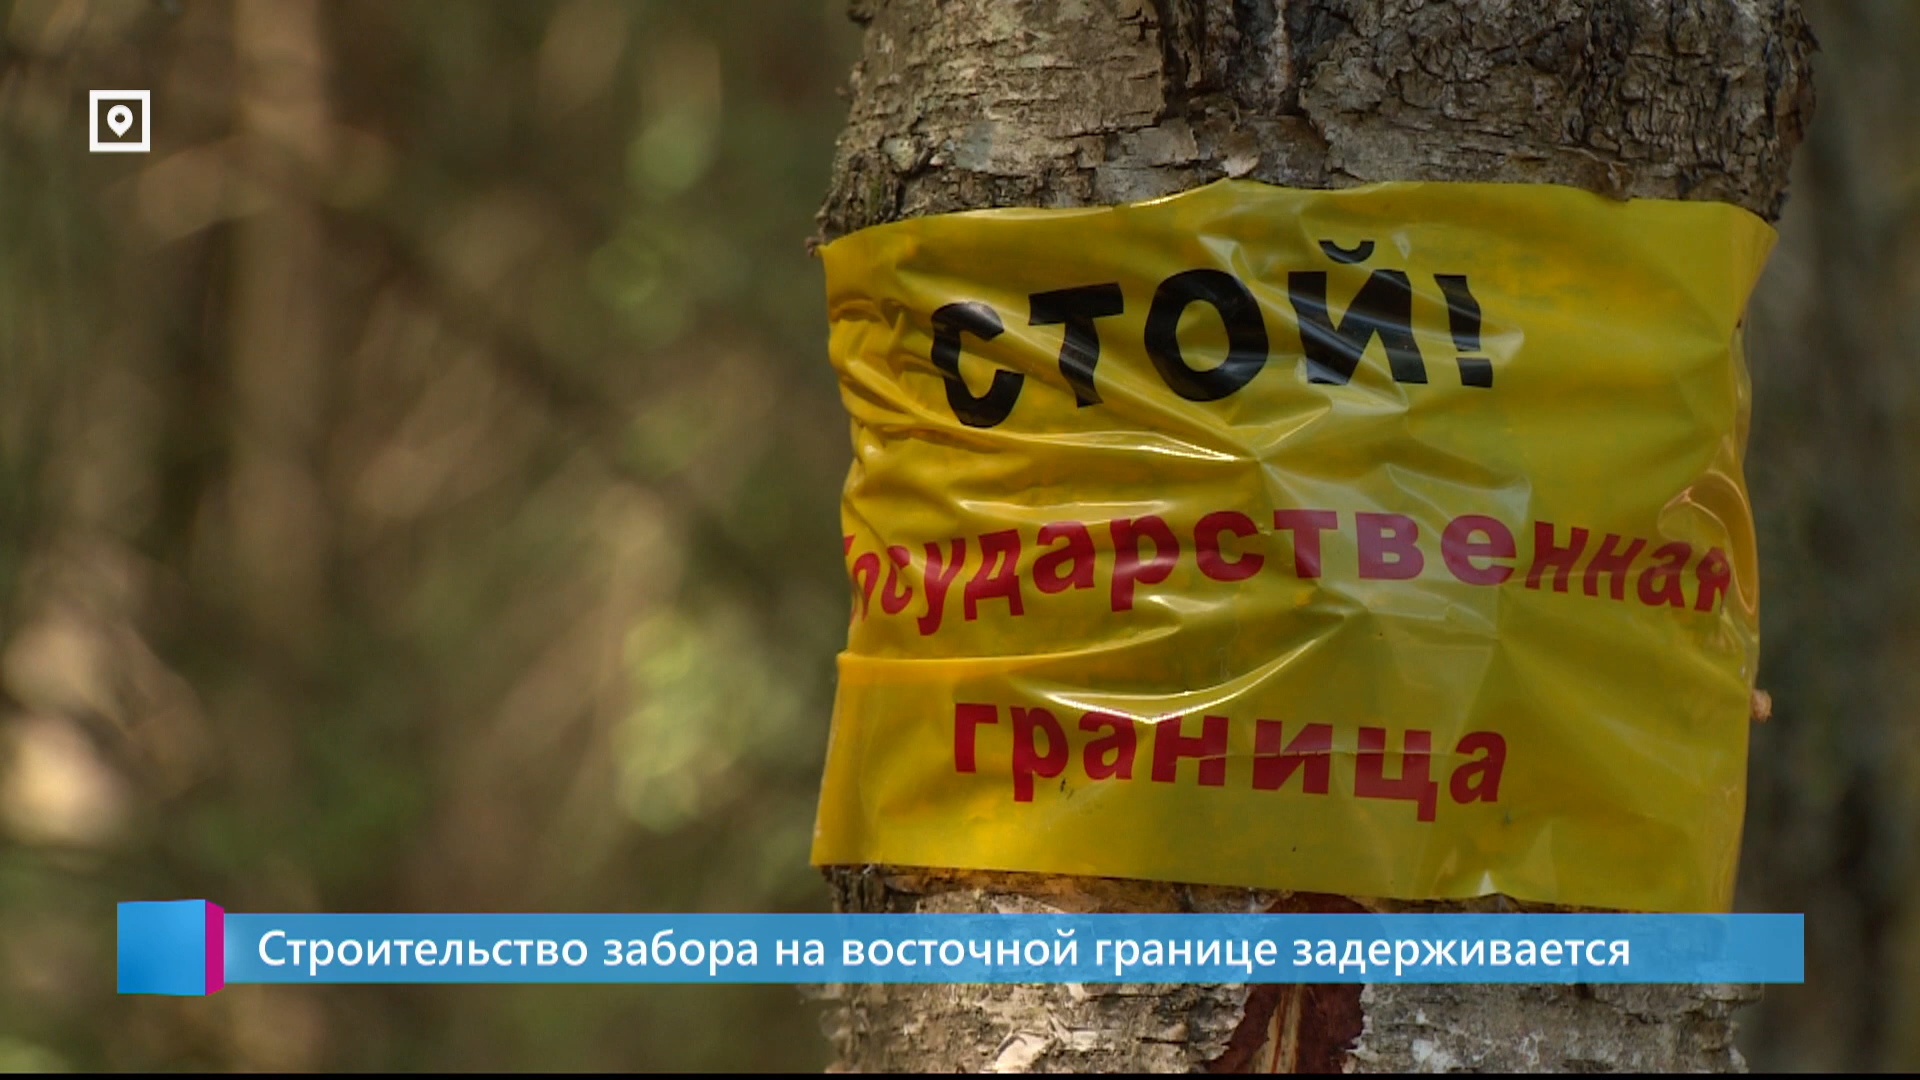 СТОЙ!
Государственная
граница
Строительство забора на восточной границе задерживается